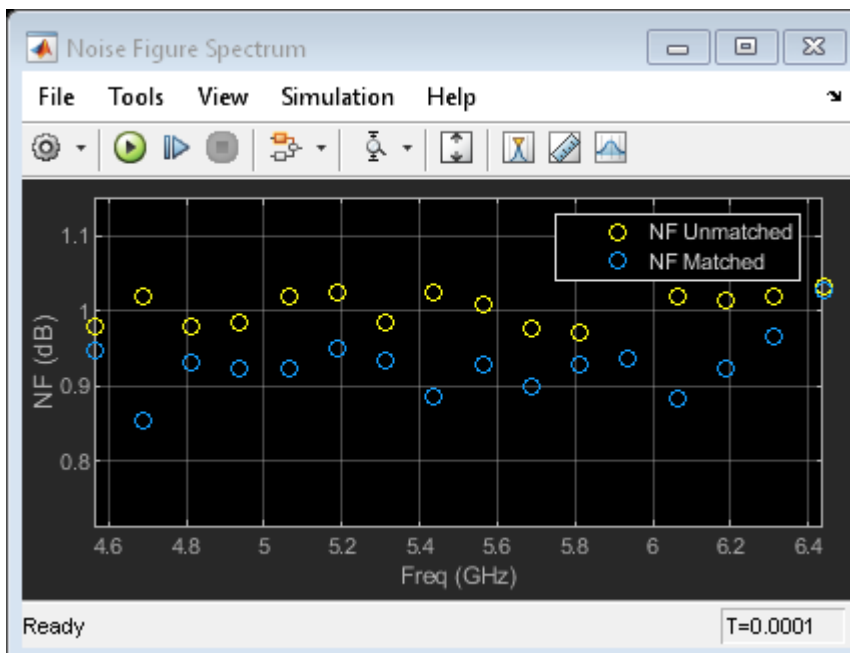 Noise Figure Spectrum
File Tools View Simulation Help
NF Unmatched
NF Matched
1.1
1
0.9
0.8
NF (dB)
4.6 4.8 5 5.2 5.4 5.6 5.8 6 6.2 6.4
Freq (GHz)
Ready T=0.0001